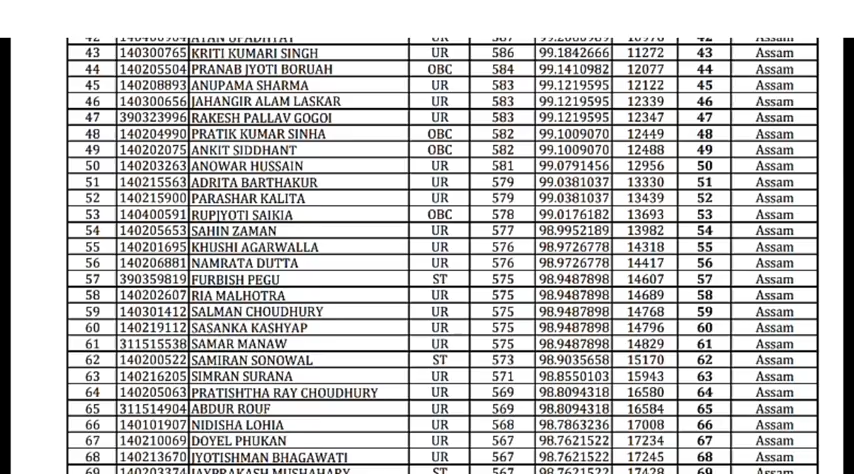 43 140300765 KRITI KUMARI SINGH UR 586 99.1842666 11272 43 Assam
44 140205504 PRANAB JYOTI BORUAH OBC 584 99.1410982 12077 44 Assam
45 140208893 ANUPAMA SHARMA UR 583 99.1219595 12122 45 Assam
46 140300656 JAHANGIR ALAM LASKAR UR 583 99.1219595 12339 46 Assam
47 390323996 RAKESH PALLAV GOGOI UR 583 99.1219595 12347 47 Assam
48 140204990 PRATIK KUMAR SINHA OBC 582 99.1009070 12449 48 Assam
49 140202075 ANKIT SIDDHANT OBC 582 99.1009070 12488 49 Assam
50 140203263 ANOWAR HUSSAIN UR 581 99.0791456 12956 50 Assam
51 140215563 ADRITA BARTHAKUR UR 579 99.0381037 13330 51 Assam
52 140215900 PARASHAR KALITA UR 579 99.0381037 13439 52 Assam
53 140400591 RUPJYOTI SAIKIA OBC 578 99.0176182 13693 53 Assam
54 140205653 SAHIN ZAMAN UR 577 98.9952189 13982 54 Assam
55 140201695 KHUSHI AGARWALLA UR 576 98.9726778 14318 55 Assam
56 140206881 NAMRATA DUTTA UR 576 98.9726778 14417 56 Assam
57 390359819 FURBISH PEGU ST 575 98.9487898 14607 57 Assam
58 140202607 RIA MALHOTRA UR 575 98.9487898 14689 58 Assam
59 140301412 SALMAN CHOUDHURY UR 575 98.9487898 14768 59 Assam
60 140219112 SASANKA KASHYAP UR 575 98.9487898 14796 60 Assam
61 311515538 SAMAR MANAW UR 575 98.9487898 14829 61 Assam
62 140200522 SAMIRAN SONOWAL ST 573 98.9035658 15170 62 Assam
63 140216205 SIMRAN SURANA UR 571 98.8550103 15943 63 Assam
64 140205063 PRATISHTHA RAY CHOUDHURY UR 569 98.8094318 16580 64 Assam
65 311514904 ABDUR ROUF UR 569 98.8094318 16584 65 Assam
66 140101907 NIDISHA LOHIA UR 568 98.7863236 17008 66 Assam
67 140210069 DOYEL PHUKAN UR 567 98.7621522 17234 67 Assam
68 140213670 JYOTISHMAN BHAGAWATI UR 567 98.7621522 17245 68 Assam
69 140203374 JAYPRAKASH MUSHAHARY ST 567 98.7621522 17428 69 Assam